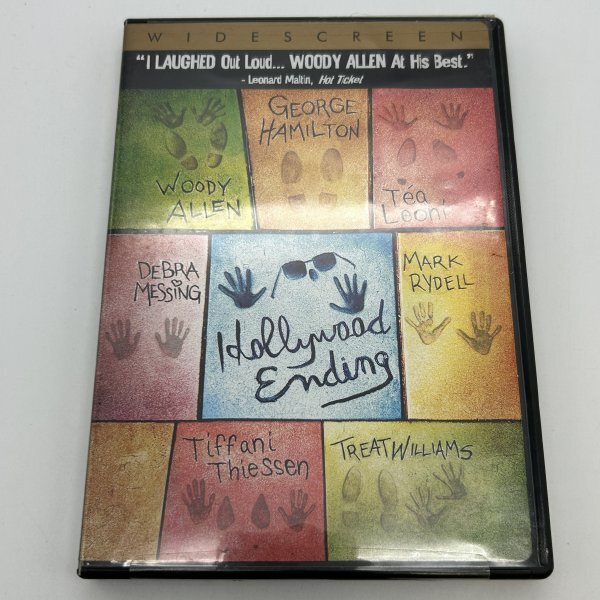 WIDESCREEN
"I LAUGHED Out Loud... WOODY ALLEN At His Best."
- Leonard Maltin, Hot Ticket
WOODY
ALLEN
GEORGE
HAMILTON
Téa
Leoni
DEBRA
MESSING
Hollywood
Ending
MARK
RYDELL
Tiffani
Thiessen
TREAT WILLIAMS